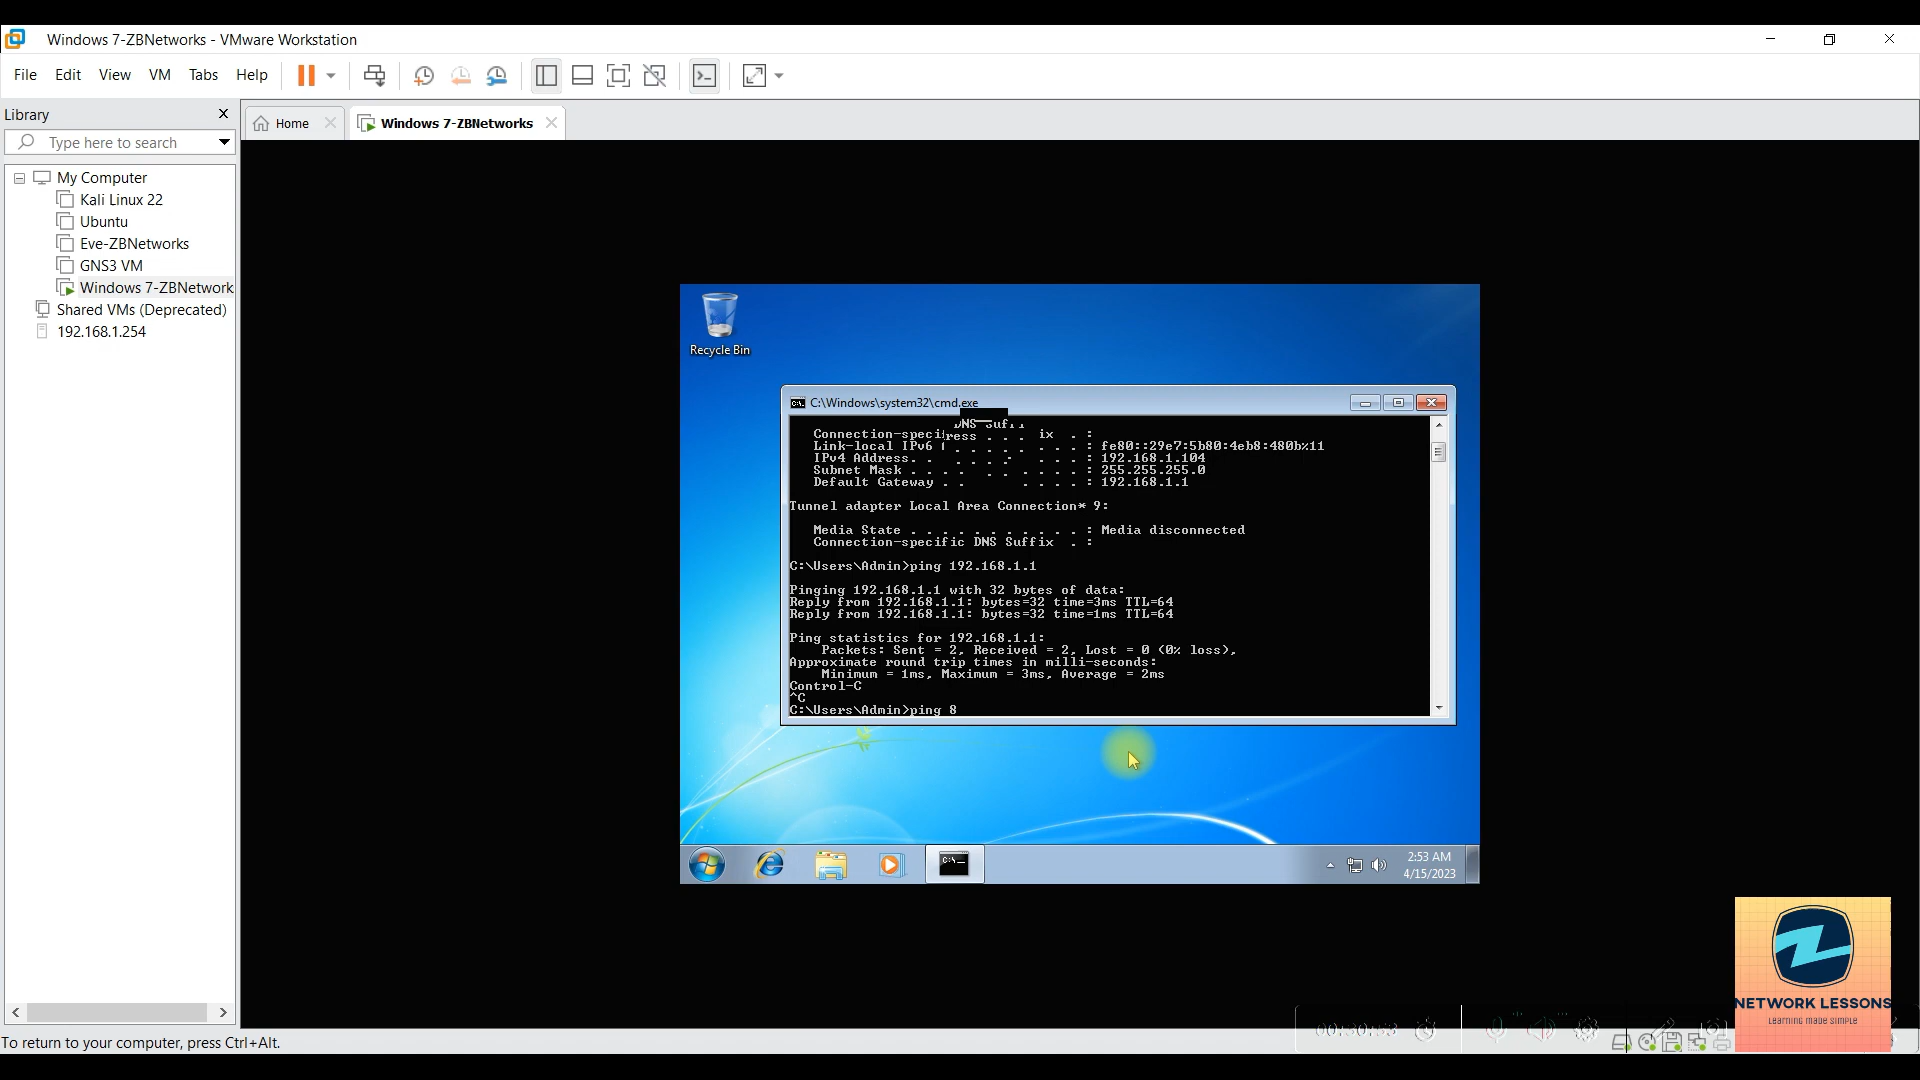 Windows 7-ZBNetworks - VMware Workstation
File Edit View VM Tabs Help
Library
Type here to search
Home
Windows 7-ZBNetworks
My Computer
Kali Linux 22
Ubuntu
Eve-ZBNetworks
GNS3 VM
Windows 7-ZBNetwork
Shared VMs (Deprecated)
192.168.1.254
Recycle Bin
C:\Windows\system32\cmd.exe
Link-local IPv6 . . . . : fe80::29e7:5b80:4eb8:480b%11
IPv4 Address. . . . . : 192.168.1.104
Subnet Mask . . . . . . . . : 255.255.255.0
Default Gateway . . . . . . : 192.168.1.1
Tunnel adapter Local Area Connection* 9:
Media State . . . . . . . . . . . : Media disconnected
Connection-specific DNS Suffix  . :
C:\Users\Admin>ping 192.168.1.1
Pinging 192.168.1.1 with 32 bytes of data:
Reply from 192.168.1.1: bytes=32 time=3ms TTL=64
Reply from 192.168.1.1: bytes=32 time=1ms TTL=64
Ping statistics for 192.168.1.1:
Packets: Sent = 2, Received = 2, Lost = 0 (0% loss),
Approximate round trip times in milli-seconds:
Minimum = 1ms, Maximum = 3ms, Average = 2ms
Control-C
^C
C:\Users\Admin>ping 8
2:53 AM
4/15/2023
NETWORK LESSONS
Learning made simple
To return to your computer, press Ctrl+Alt.